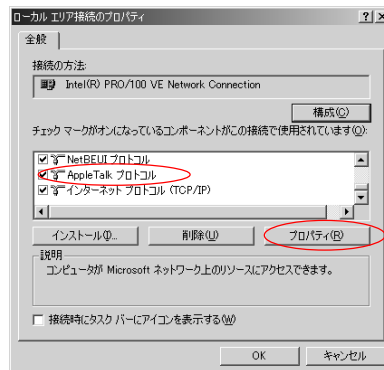 ローカル エリア接続のプロパティ
全般
接続の方法:
Intel(R) PRO/100 VE Network Connection
構成(C)
チェック マークがオンになっているコンポーネントがこの接続で使用されています(O):
NetBEUI プロトコル
AppleTalk プロトコル
インターネット プロトコル (TCP/IP)
インストール(I)... 削除(U) プロパティ(R)
説明
コンピュータが Microsoft ネットワーク上のリソースにアクセスできます。
接続時にタスク バーにアイコンを表示する(W)
OK キャンセル